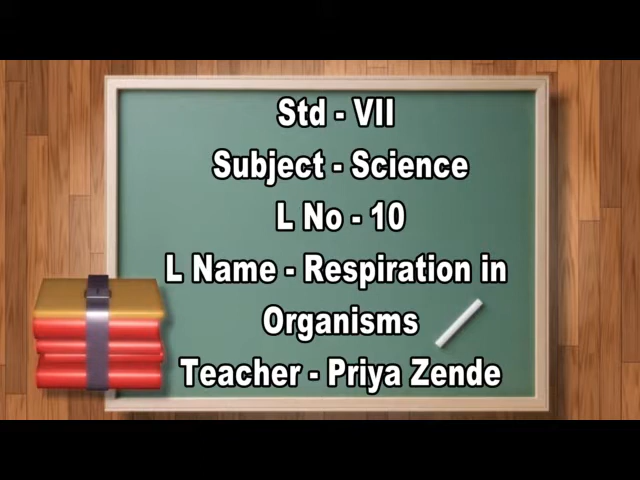 Std - VII
Subject - Science
L No - 10
L Name - Respiration in
Organisms
Teacher - Priya Zende